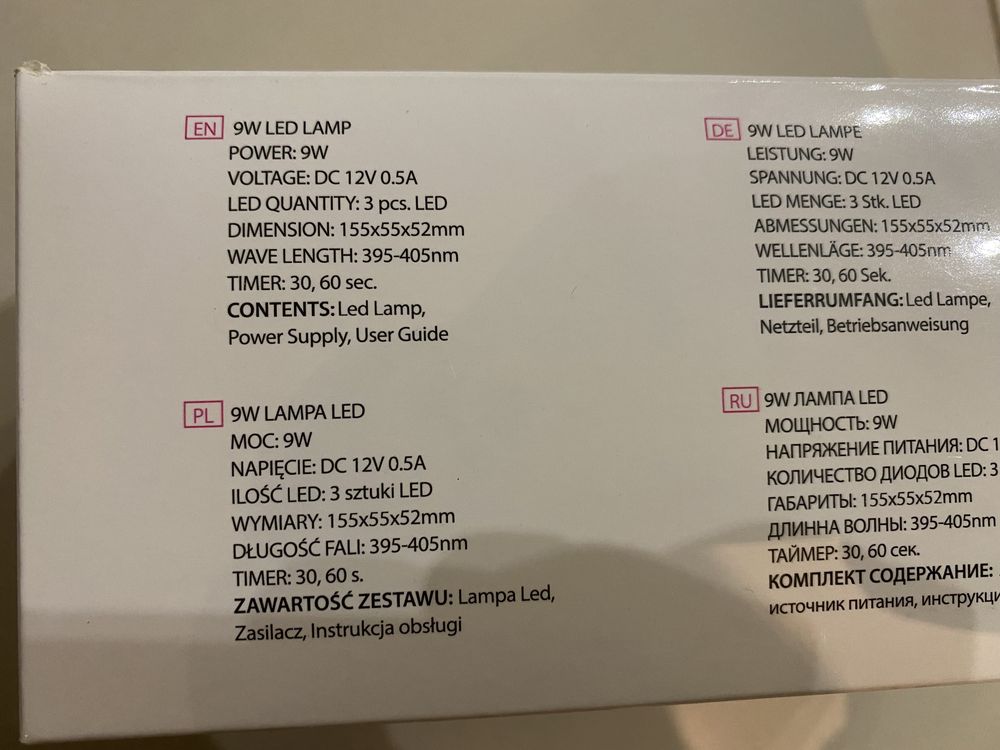 EN 9W LED LAMP
POWER: 9W
VOLTAGE: DC 12V 0.5A
LED QUANTITY: 3 pcs. LED
DIMENSION: 155x55x52mm
WAVE LENGTH: 395-405nm
TIMER: 30, 60 sec.
CONTENTS: Led Lamp,
Power Supply, User Guide
DE 9W LED LAMPE
LEISTUNG: 9W
SPANNUNG: DC 12V 0.5A
LED MENGE: 3 Stk. LED
ABMESSUNGEN: 155x55x52mm
WELLENLÄGE: 395-405nm
TIMER: 30, 60 Sek.
LIEFERRUMFANG: Led Lampe,
Netzteil, Betriebsanweisung
PL 9W LAMPA LED
MOC: 9W
NAPIĘCIE: DC 12V 0.5A
ILOŚĆ LED: 3 sztuki LED
WYMIARY: 155x55x52mm
DŁUGOŚĆ FALI: 395-405nm
TIMER: 30, 60 s.
ZAWARTOŚĆ ZESTAWU: Lampa Led,
Zasilacz, Instrukcja obsługi
RU 9W ЛАМПА LED
МОЩНОСТЬ: 9W
НАПРЯЖЕНИЕ ПИТАНИЯ: DC 1
КОЛИЧЕСТВО ДИОДОВ LED: 3
ГАБАРИТЫ: 155x55x52mm
ДЛИННА ВОЛНЫ: 395-405nm
ТАЙМЕР: 30, 60 сек.
КОМПЛЕКТ СОДЕРЖАНИЕ:
источник питания, инструкци